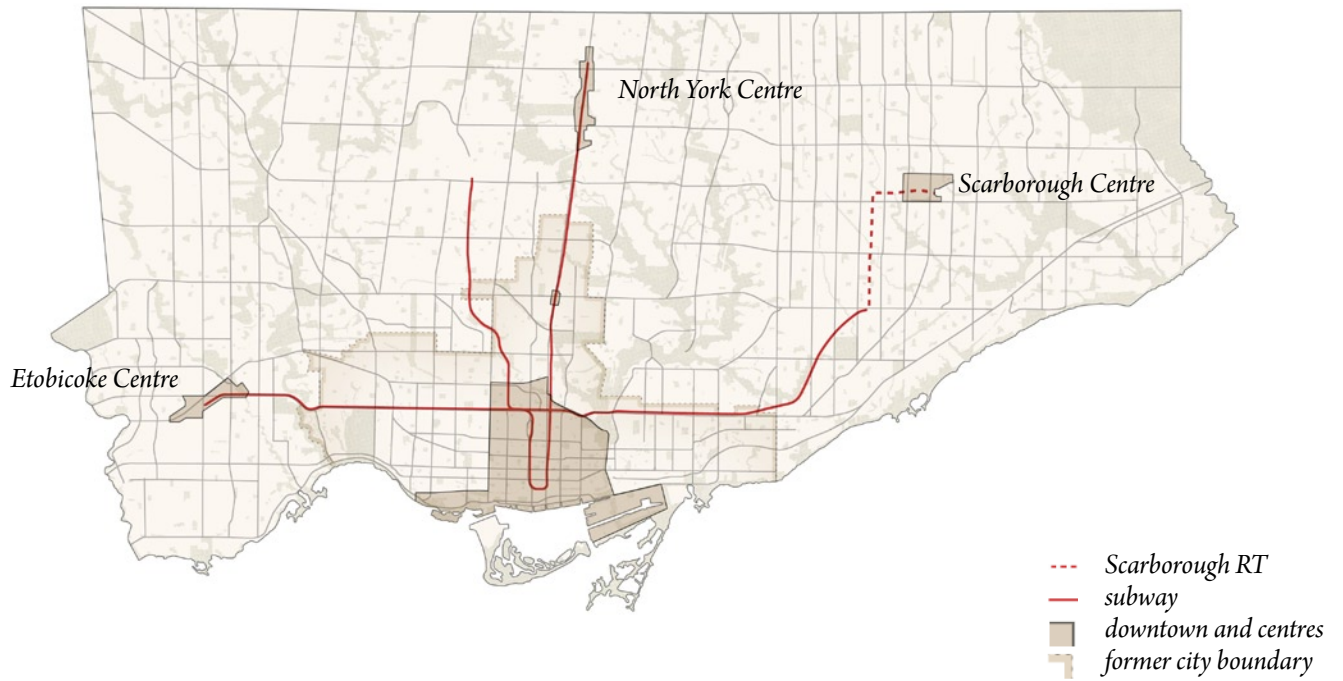 North York Centre
Scarborough Centre
Etobicoke Centre
Scarborough RT
subway
downtown and centres
former city boundary